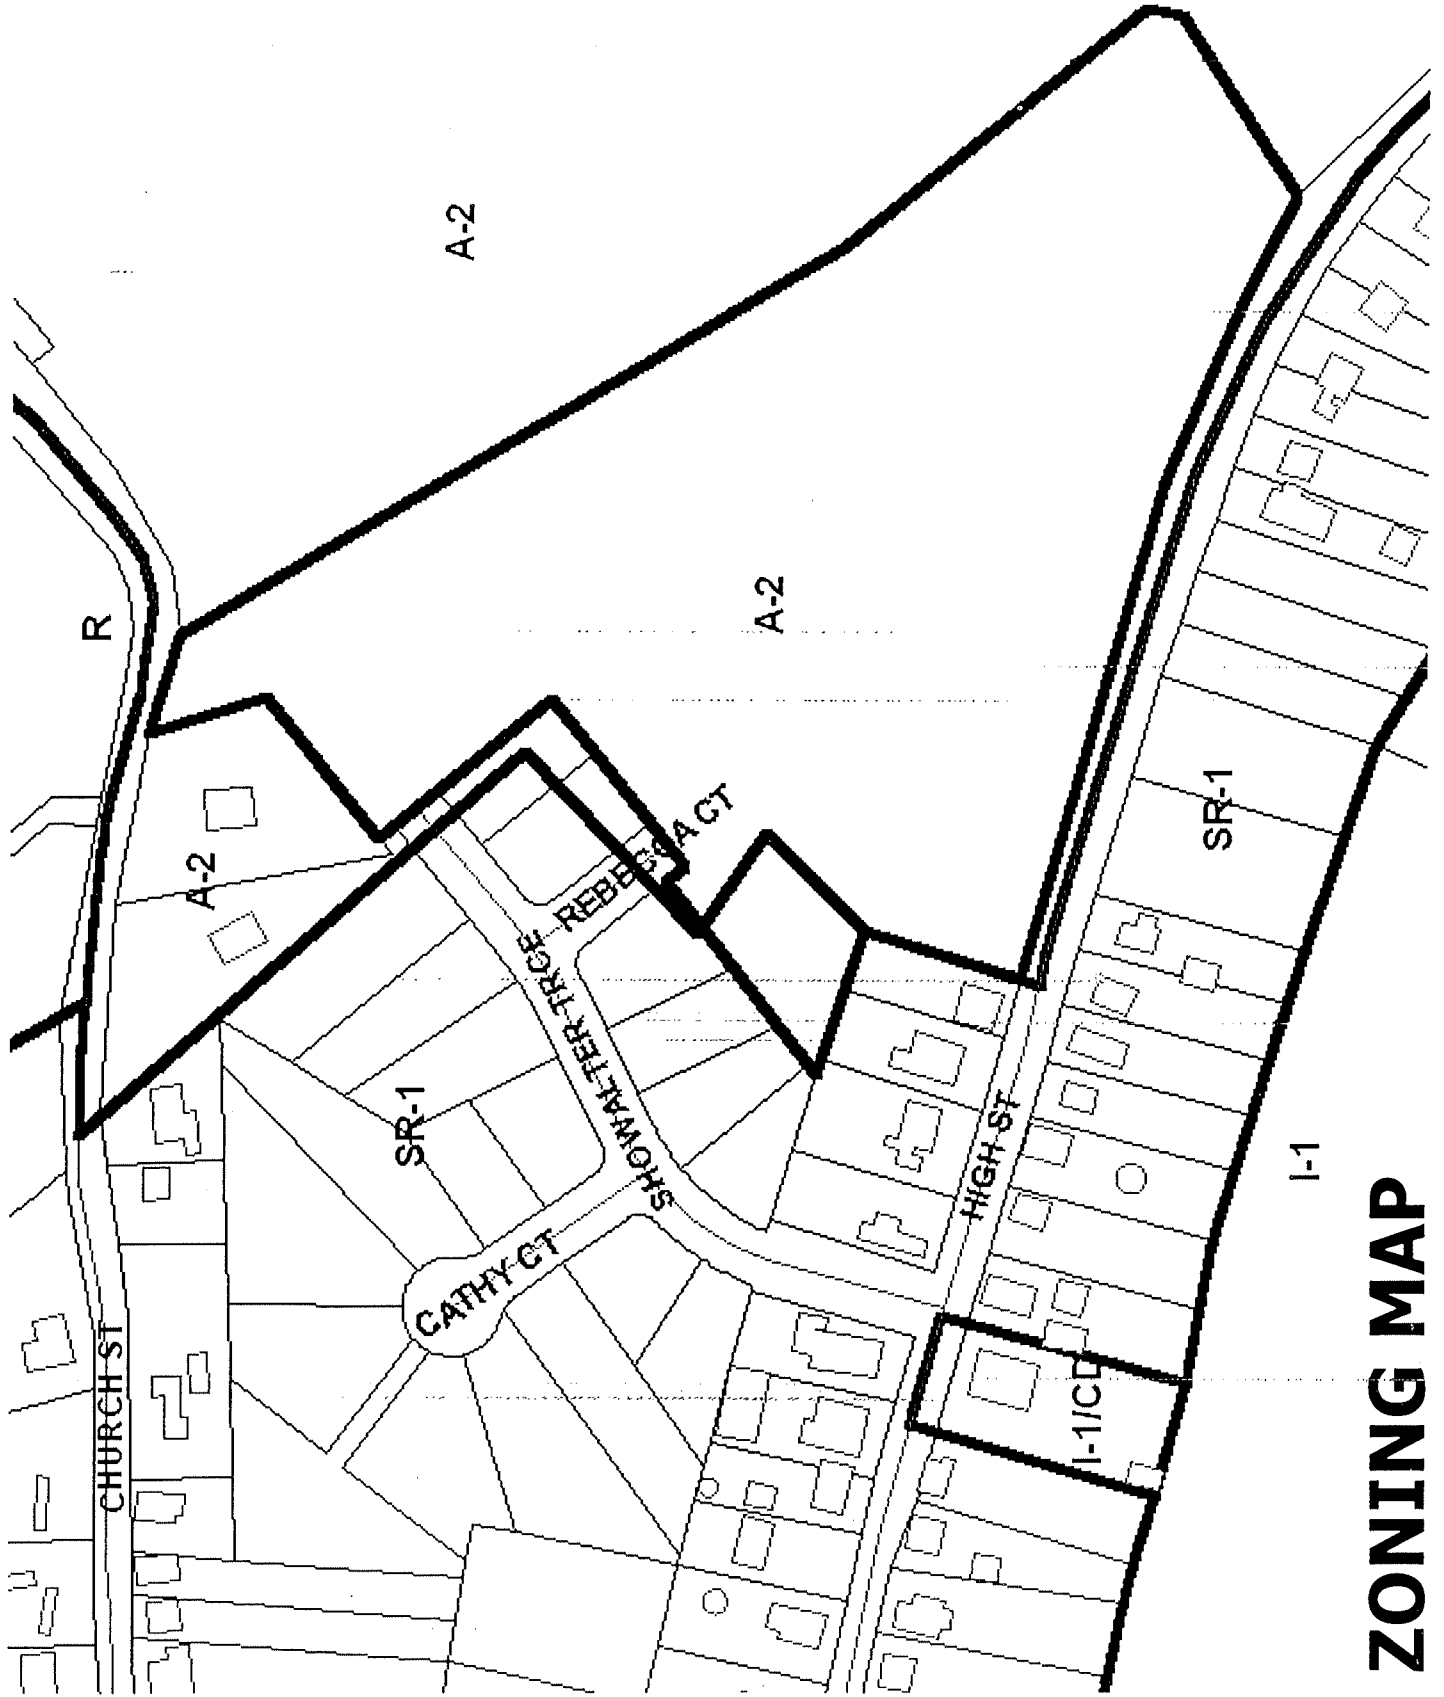 A-2
R
A-2
A-2
REBECCA CT
SHOWALTER TRCE
SR-1
SR-1
CATHY CT
HIGH ST
CHURCH ST
I-1
I-1/CD
ZONING MAP